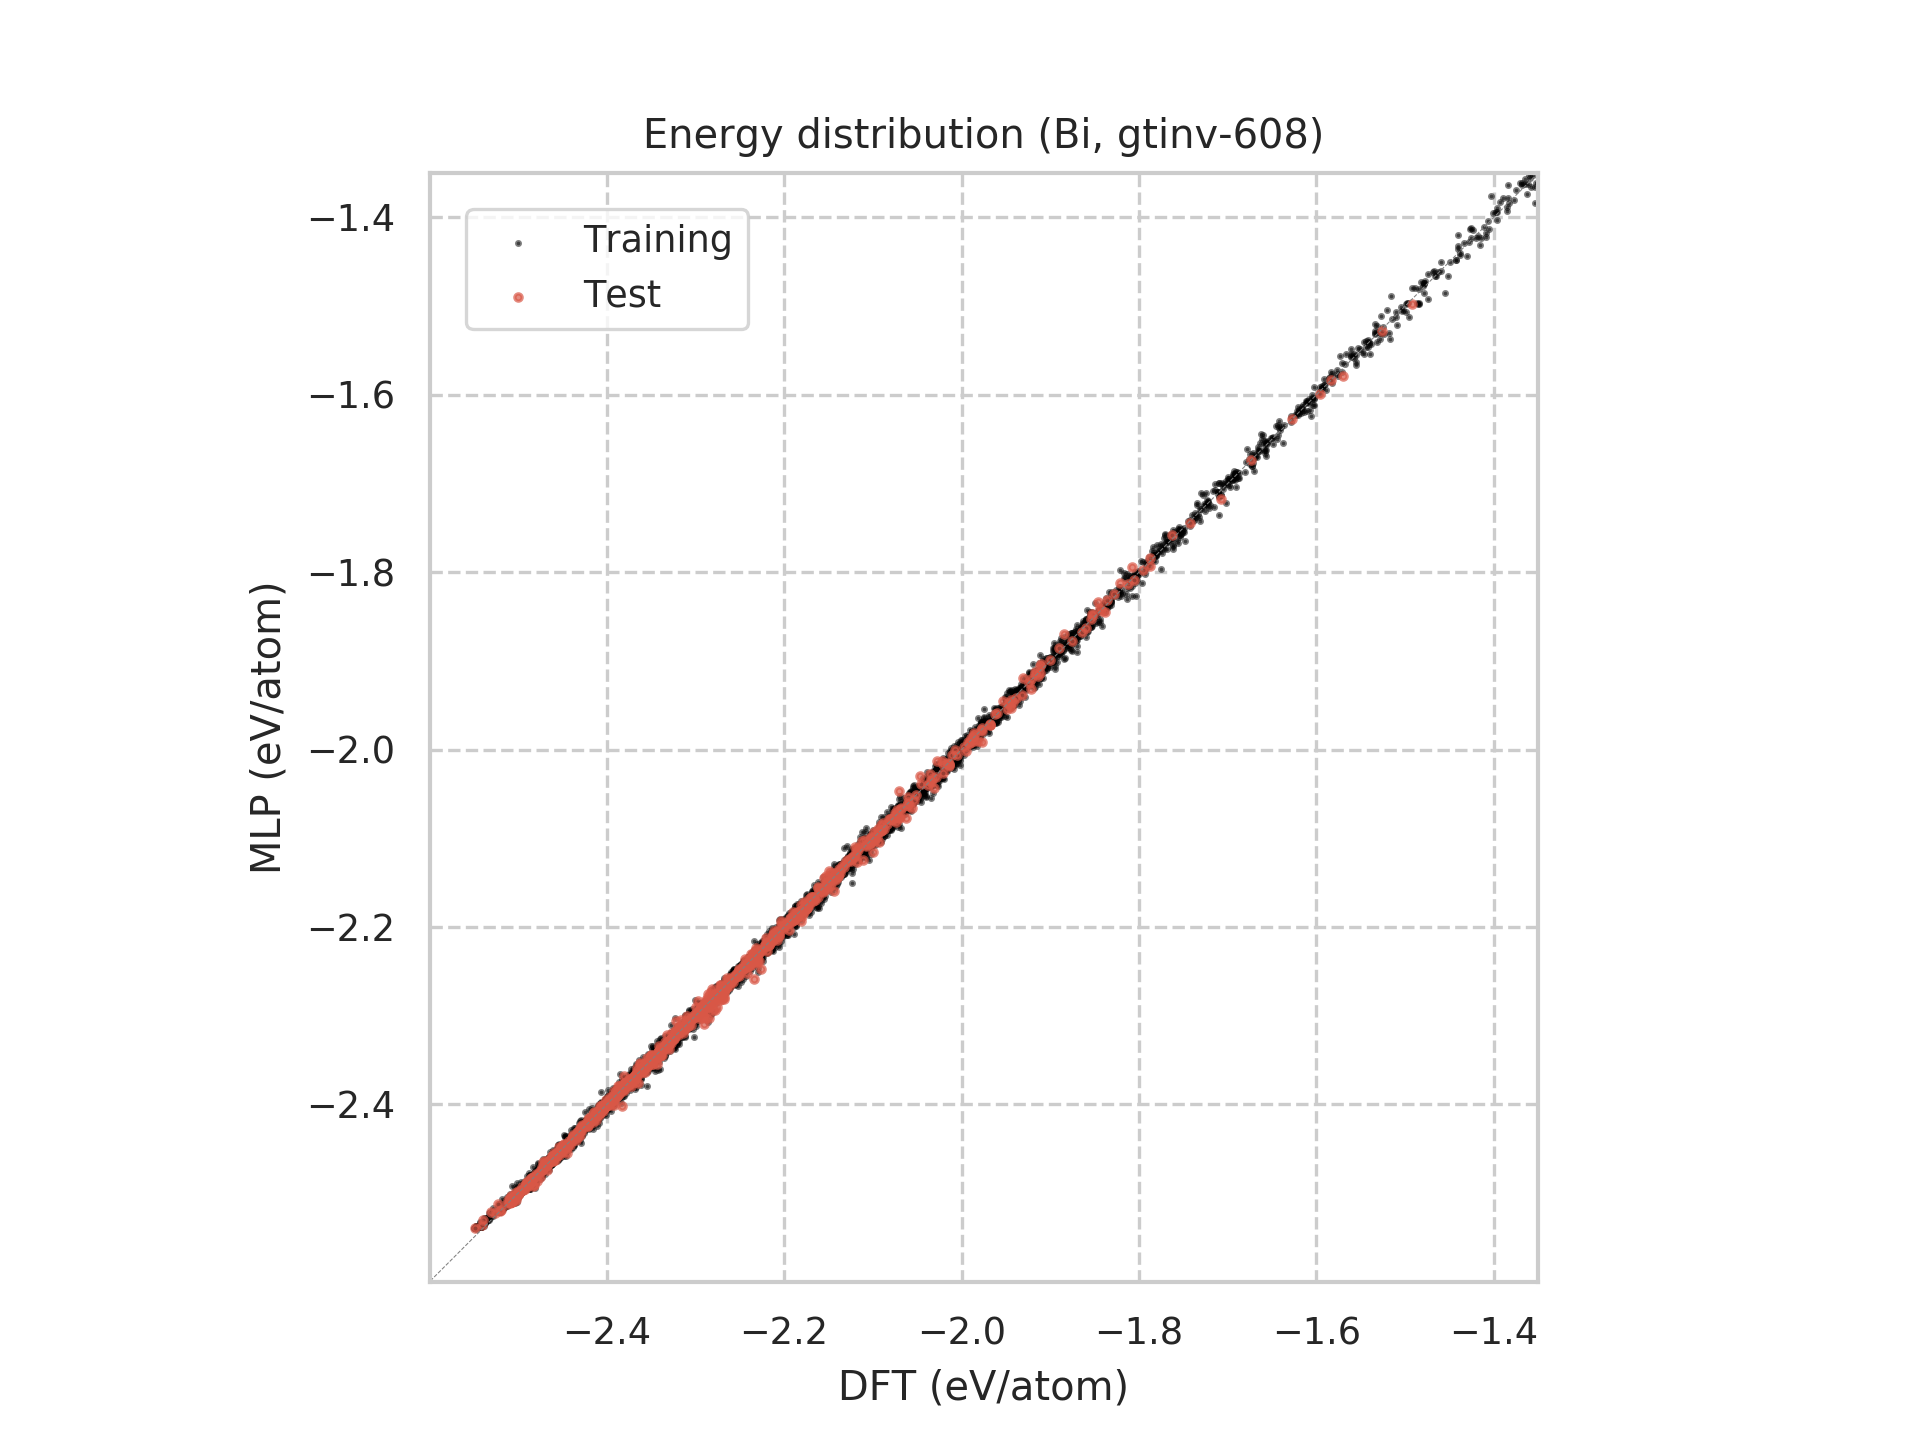 Energy distribution (Bi, gtinv-608)
Training
Test
MLP (eV/atom)
−1.4
−1.6
−1.8
−2.0
−2.2
−2.4
−2.4 −2.2 −2.0 −1.8 −1.6 −1.4
DFT (eV/atom)